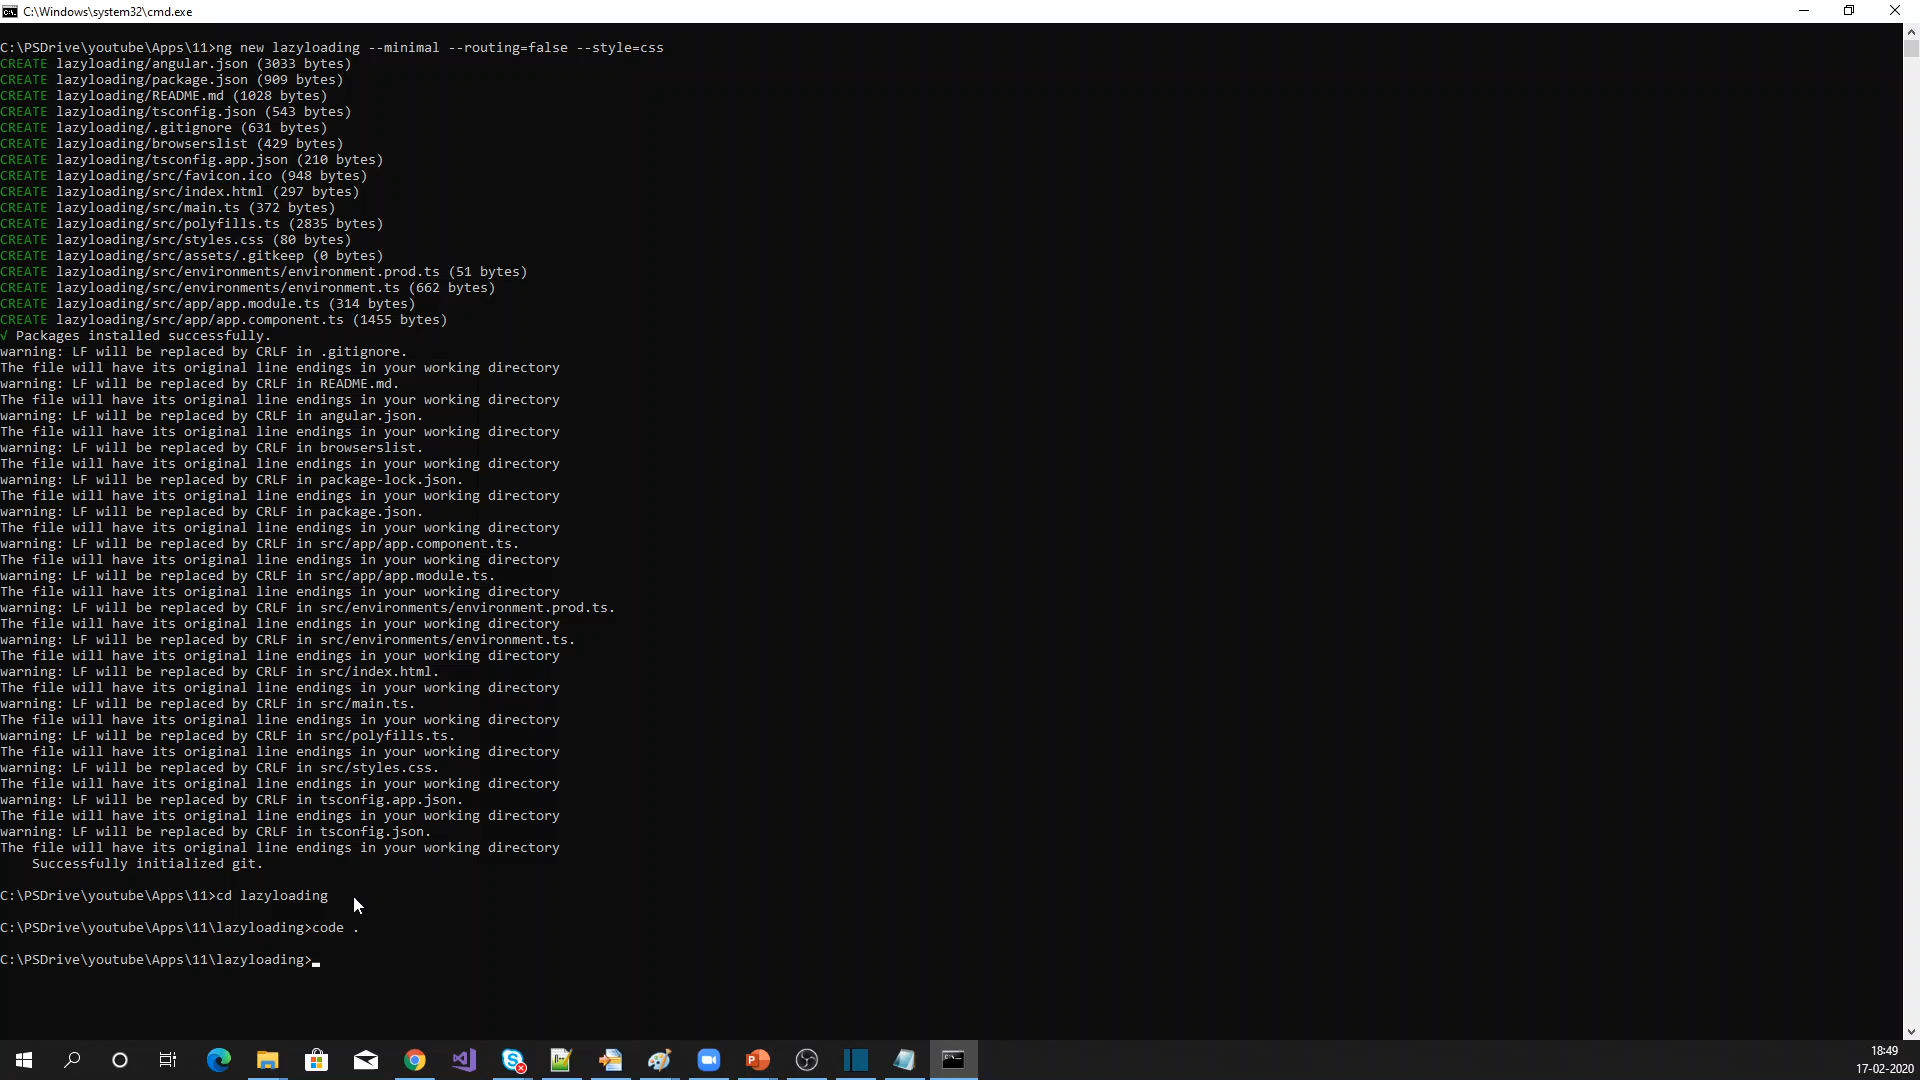 C:\Windows\system32\cmd.exe
C:\PSDrive\youtube\Apps\11>ng new lazyloading --minimal --routing=false --style=css
CREATE lazyloading/angular.json (3033 bytes)
CREATE lazyloading/package.json (909 bytes)
CREATE lazyloading/README.md (1028 bytes)
CREATE lazyloading/tsconfig.json (543 bytes)
CREATE lazyloading/.gitignore (631 bytes)
CREATE lazyloading/browserslist (429 bytes)
CREATE lazyloading/tsconfig.app.json (210 bytes)
CREATE lazyloading/src/favicon.ico (948 bytes)
CREATE lazyloading/src/index.html (297 bytes)
CREATE lazyloading/src/main.ts (372 bytes)
CREATE lazyloading/src/polyfills.ts (2835 bytes)
CREATE lazyloading/src/styles.css (80 bytes)
CREATE lazyloading/src/assets/.gitkeep (0 bytes)
CREATE lazyloading/src/environments/environment.prod.ts (51 bytes)
CREATE lazyloading/src/environments/environment.ts (662 bytes)
CREATE lazyloading/src/app/app.module.ts (314 bytes)
CREATE lazyloading/src/app/app.component.ts (1455 bytes)
√ Packages installed successfully.
warning: LF will be replaced by CRLF in .gitignore.
The file will have its original line endings in your working directory
warning: LF will be replaced by CRLF in README.md.
The file will have its original line endings in your working directory
warning: LF will be replaced by CRLF in angular.json.
The file will have its original line endings in your working directory
warning: LF will be replaced by CRLF in browserslist.
The file will have its original line endings in your working directory
warning: LF will be replaced by CRLF in package-lock.json.
The file will have its original line endings in your working directory
warning: LF will be replaced by CRLF in package.json.
The file will have its original line endings in your working directory
warning: LF will be replaced by CRLF in src/app/app.component.ts.
The file will have its original line endings in your working directory
warning: LF will be replaced by CRLF in src/app/app.module.ts.
The file will have its original line endings in your working directory
warning: LF will be replaced by CRLF in src/environments/environment.prod.ts.
The file will have its original line endings in your working directory
warning: LF will be replaced by CRLF in src/environments/environment.ts.
The file will have its original line endings in your working directory
warning: LF will be replaced by CRLF in src/index.html.
The file will have its original line endings in your working directory
warning: LF will be replaced by CRLF in src/main.ts.
The file will have its original line endings in your working directory
warning: LF will be replaced by CRLF in src/polyfills.ts.
The file will have its original line endings in your working directory
warning: LF will be replaced by CRLF in src/styles.css.
The file will have its original line endings in your working directory
warning: LF will be replaced by CRLF in tsconfig.app.json.
The file will have its original line endings in your working directory
warning: LF will be replaced by CRLF in tsconfig.json.
The file will have its original line endings in your working directory
Successfully initialized git.
C:\PSDrive\youtube\Apps\11>cd lazyloading
C:\PSDrive\youtube\Apps\11\lazyloading>code .
C:\PSDrive\youtube\Apps\11\lazyloading>
18:49
17-02-2020